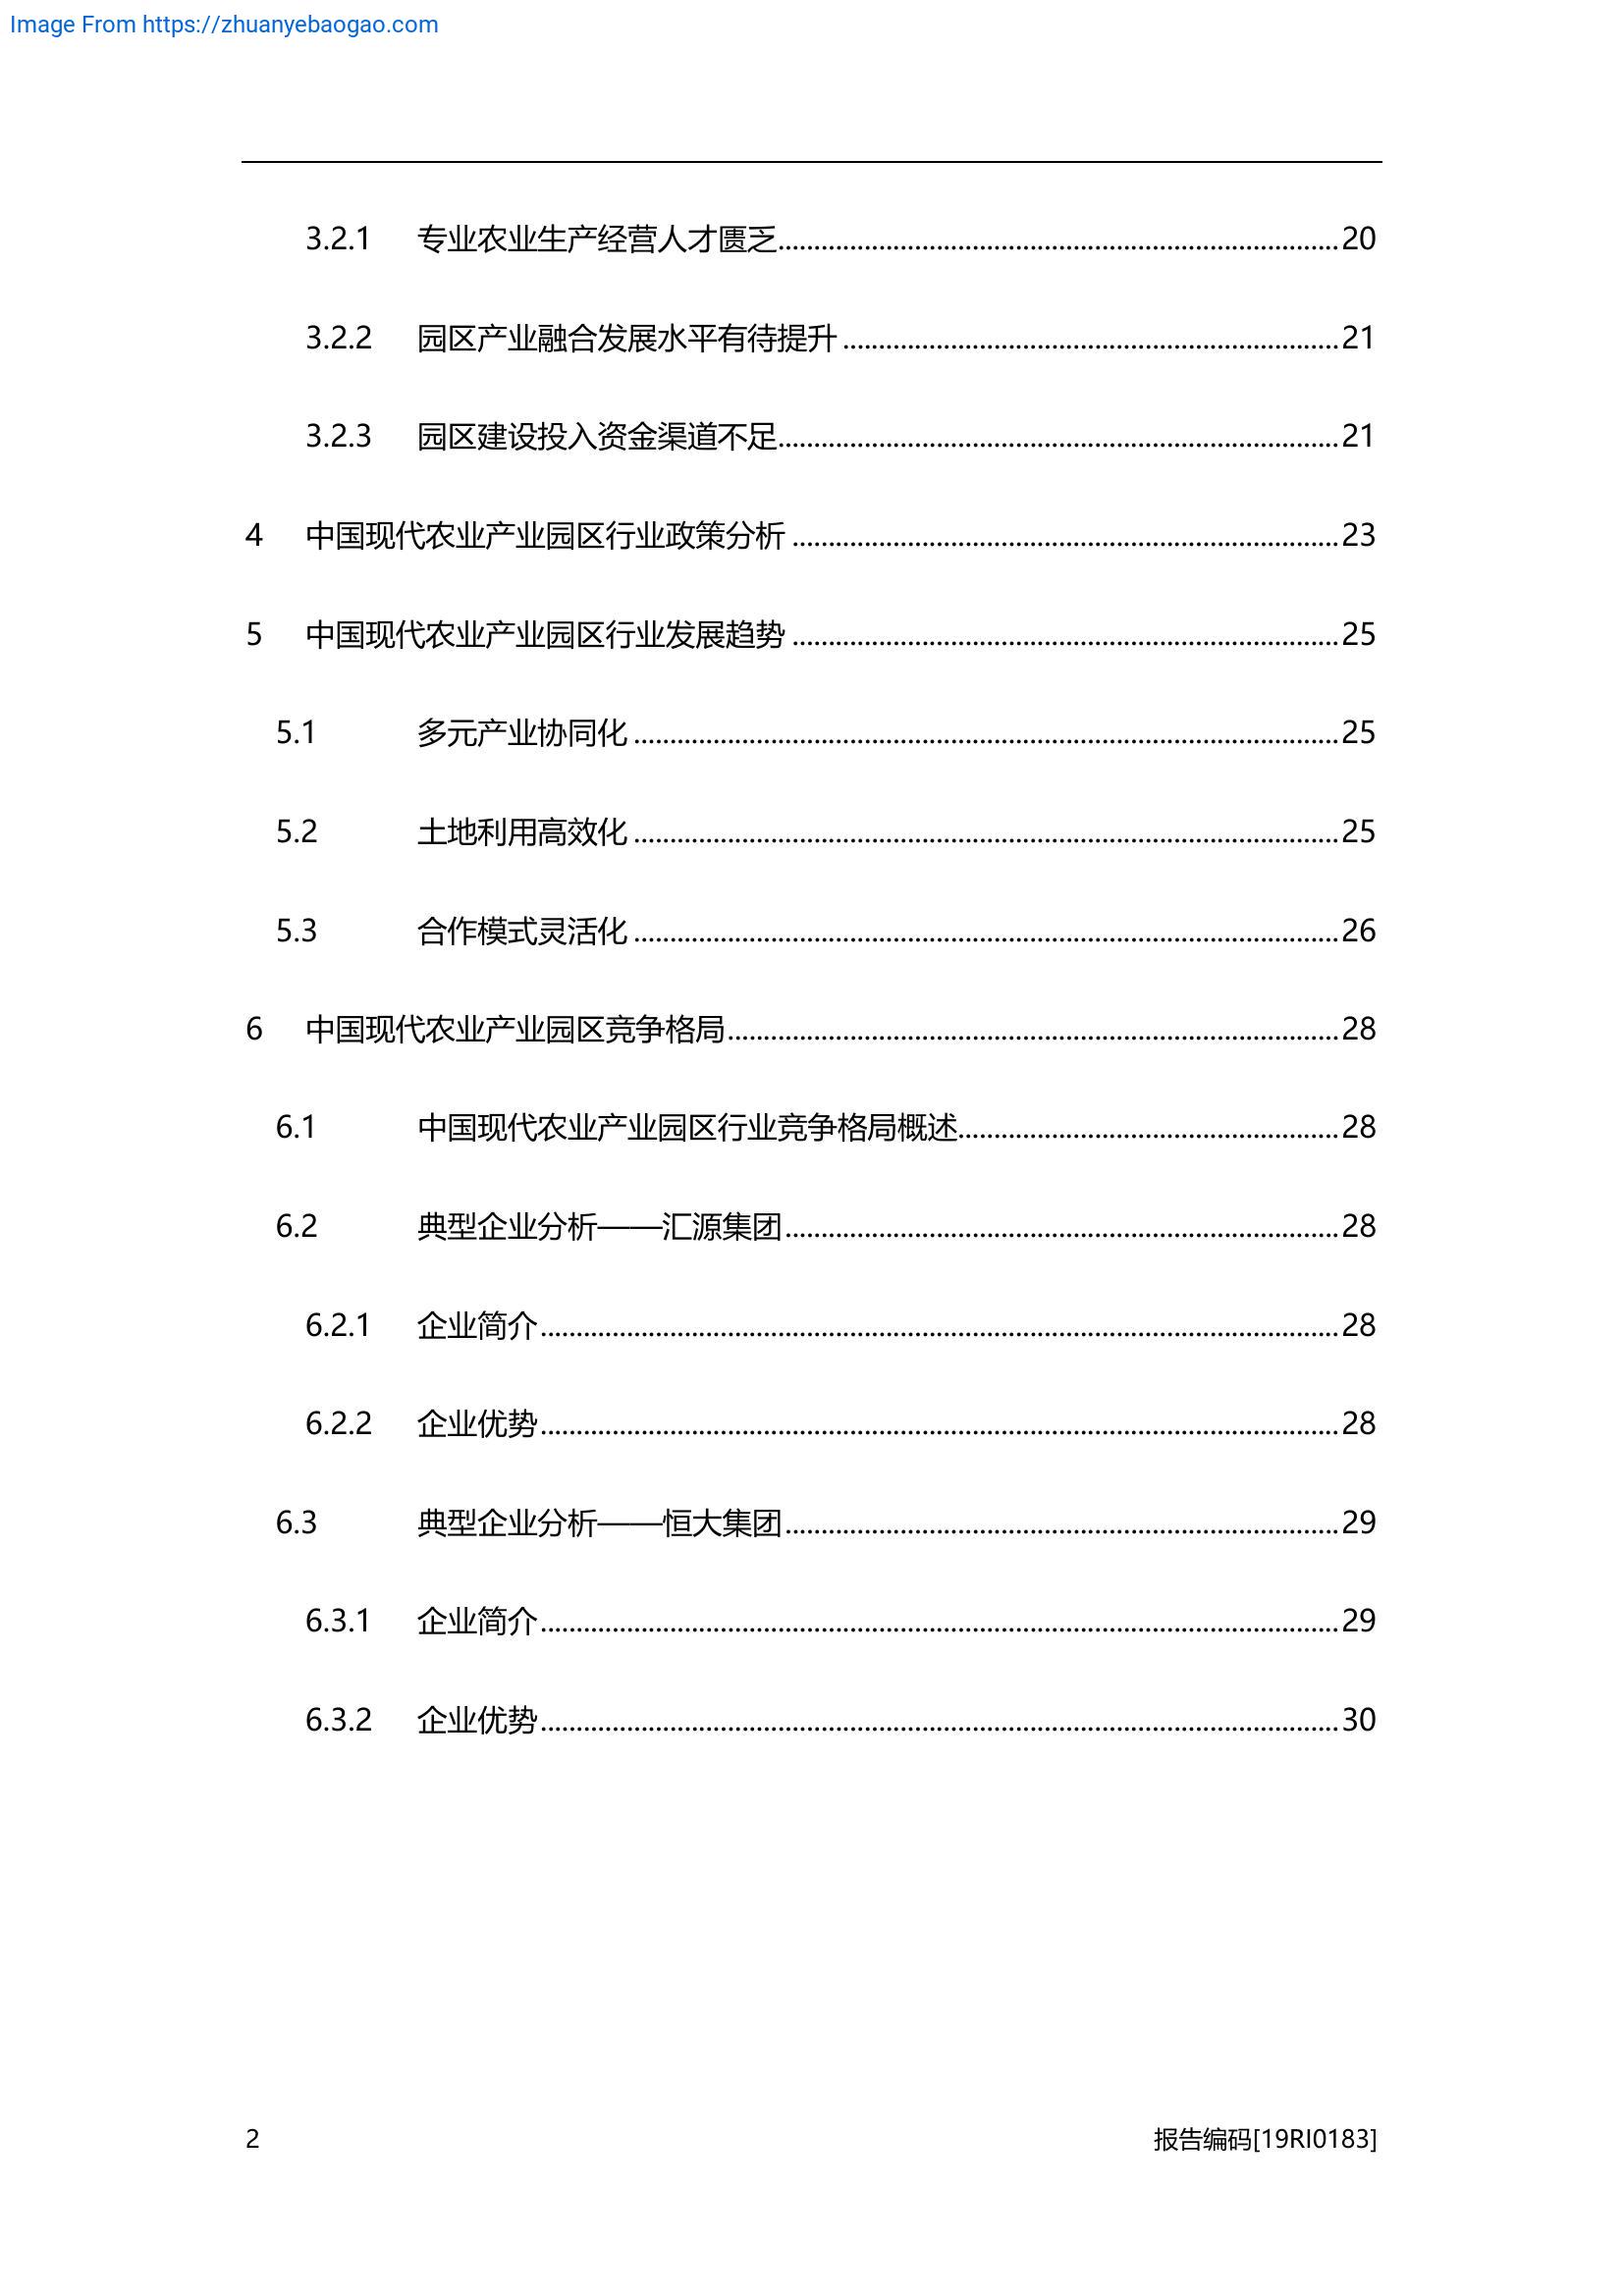 Image From https://zhuanyebaogao.com
3.2.1 专业农业生产经营人才匮乏....................20
3.2.2 园区产业融合发展水平有待提升....................21
3.2.3 园区建设投入资金渠道不足....................21
4 中国现代农业产业园区行业政策分析....................23
5 中国现代农业产业园区行业发展趋势....................25
5.1 多元产业协同化....................25
5.2 土地利用高效化....................25
5.3 合作模式灵活化....................26
6 中国现代农业产业园区竞争格局....................28
6.1 中国现代农业产业园区行业竞争格局概述....................28
6.2 典型企业分析——汇源集团....................28
6.2.1 企业简介....................28
6.2.2 企业优势....................28
6.3 典型企业分析——恒大集团....................29
6.3.1 企业简介....................29
6.3.2 企业优势....................30
2 报告编码[19RI0183]